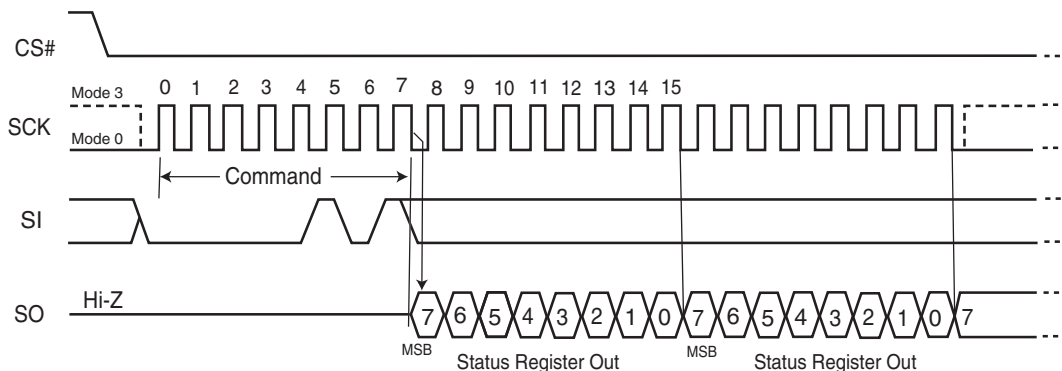 CS#
Mode 3
0 1 2 3 4 5 6 7 8 9 10 11 12 13 14 15
SCK
Mode 0
Command
SI
Hi-Z
SO
7 6 5 4 3 2 1 0 7 6 5 4 3 2 1 0 7
MSB Status Register Out MSB Status Register Out